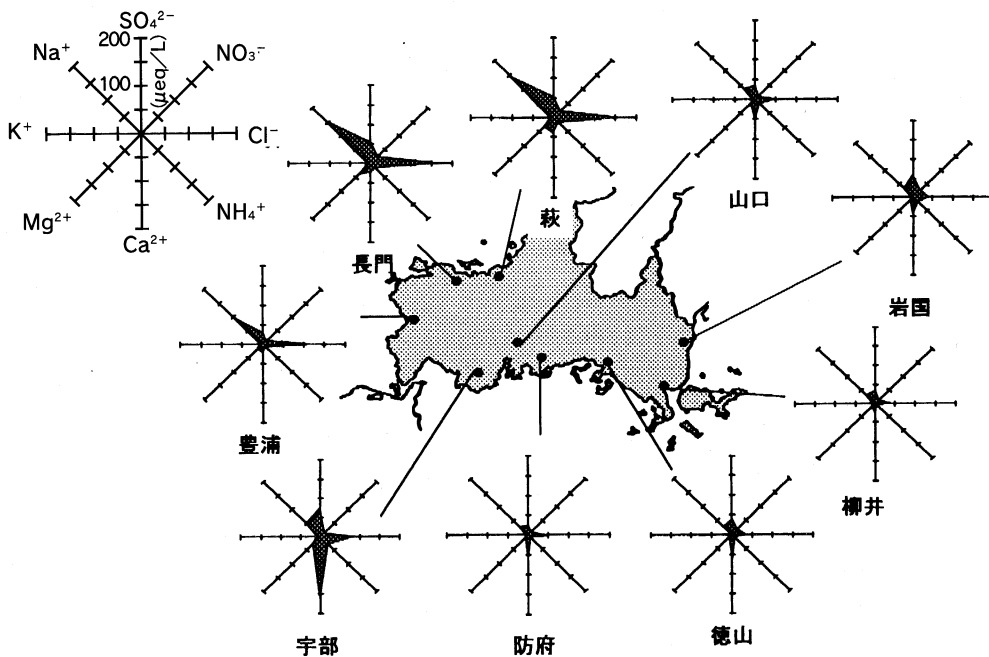 SO₄²⁻
200
Na⁺
NO₃⁻
100
(μeq/L)
K⁺
Cl⁻
Mg²⁺
NH₄⁺
Ca²⁺
山口
萩
長門
岩国
豊浦
柳井
宇部
防府
徳山